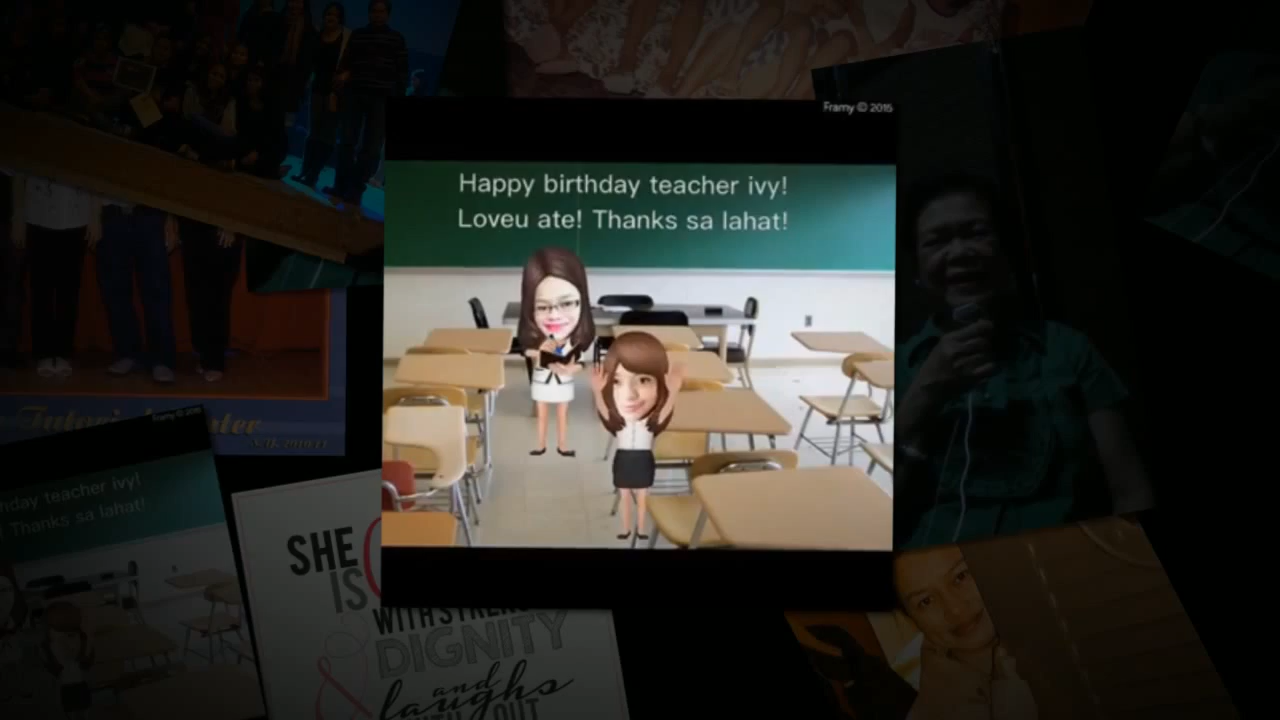 Framy © 2015
Happy birthday teacher ivy!
Loveu ate! Thanks sa lahat!
nday teacher ivy!
Thanks sa lahat!
SHE
IS
DIGNITY
and
laughs